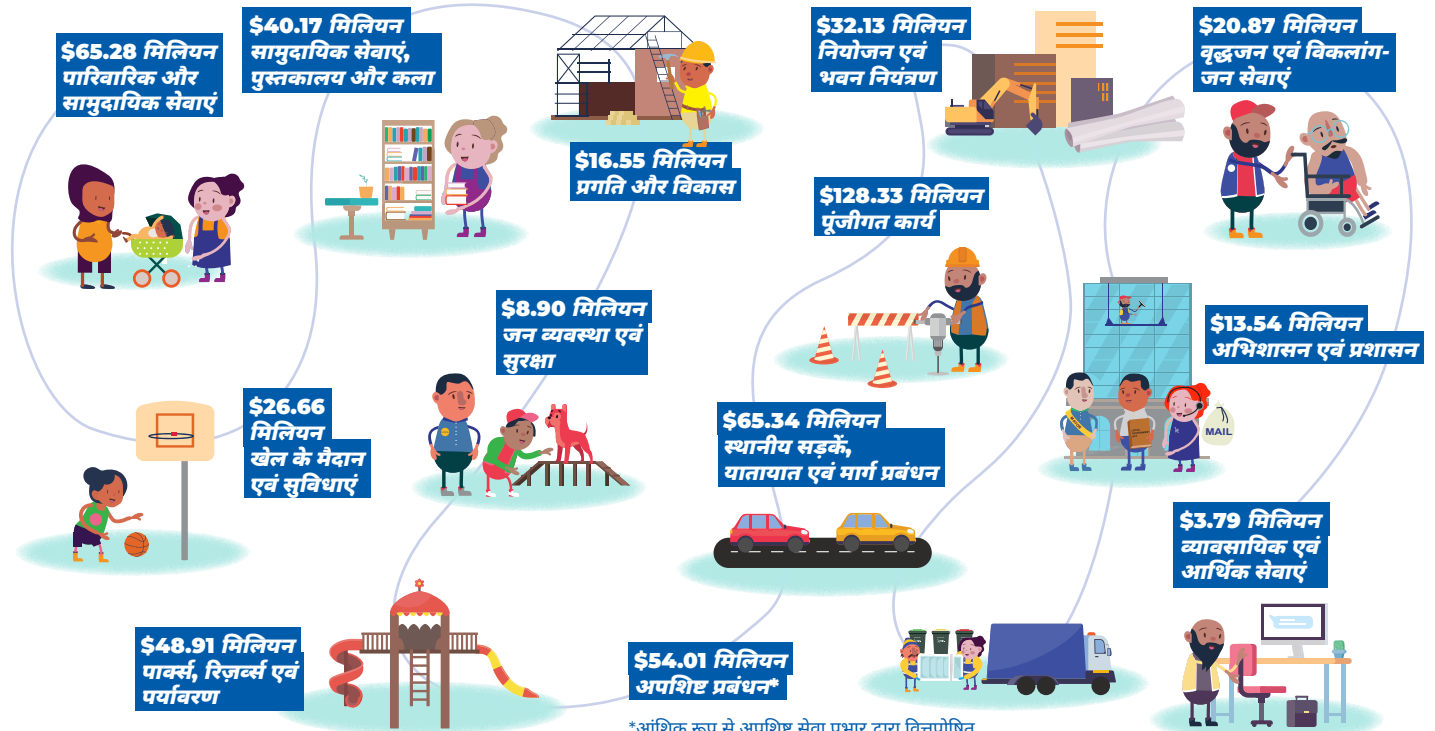 $65.28 मिलियन
पारिवारिक और
सामुदायिक सेवाएं
$40.17 मिलियन
सामुदायिक सेवाएं,
पुस्तकालय और कला
$16.55 मिलियन
प्रगति और विकास
$32.13 मिलियन
नियोजन एवं
भवन नियंत्रण
$20.87 मिलियन
वृद्धजन एवं विकलांग-
जन सेवाएं
$128.33 मिलियन
पूंजीगत कार्य
$8.90 मिलियन
जन व्यवस्था एवं
सुरक्षा
$13.54 मिलियन
अभिशासन एवं प्रशासन
MAIL
$26.66
मिलियन
खेल के मैदान
एवं सुविधाएं
$65.34 मिलियन
स्थानीय सड़कें,
यातायात एवं मार्ग प्रबंधन
$3.79 मिलियन
व्यावसायिक एवं
आर्थिक सेवाएं
$48.91 मिलियन
पार्क्स, रिज़र्व्स एवं
पर्यावरण
$54.01 मिलियन
अपशिष्ट प्रबंधन*
*आंशिक रूप से अपशिष्ट सेवा प्रभार द्वारा वित्तपोषित